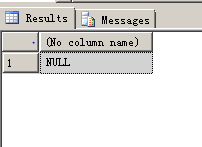 Results Messages
(No column name)
1 NULL